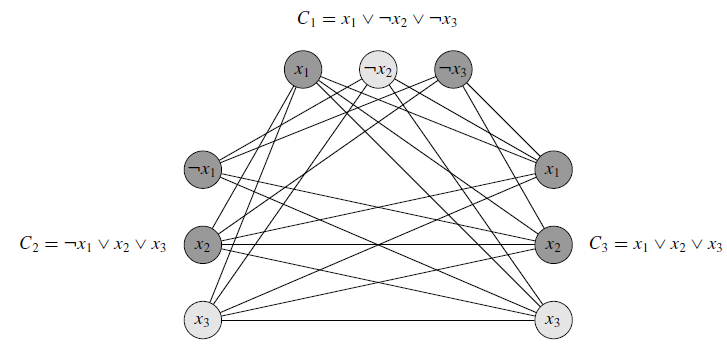 C₁ = x₁ ∨ ¬x₂ ∨ ¬x₃
x₁ ¬x₂ ¬x₃
¬x₁ x₁
C₂ = ¬x₁ ∨ x₂ ∨ x₃ x₂ x₂ C₃ = x₁ ∨ x₂ ∨ x₃
x₃ x₃